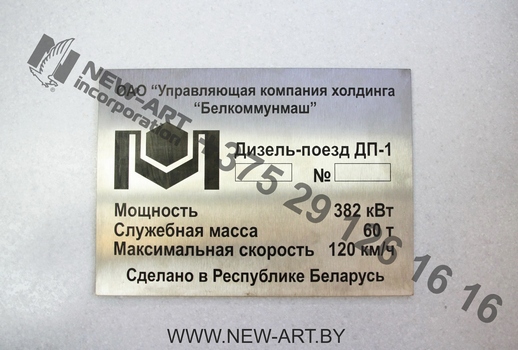 ОАО "Управляющая компания холдинга
"Белкоммунмаш"
Дизель-поезд ДП-1
№
Мощность 382 кВт
Служебная масса 60 т
Максимальная скорость 120 км/ч
Сделано в Республике Беларусь
NEW-ART
incorporation
+375 29 126 16 16
WWW.NEW-ART.BY